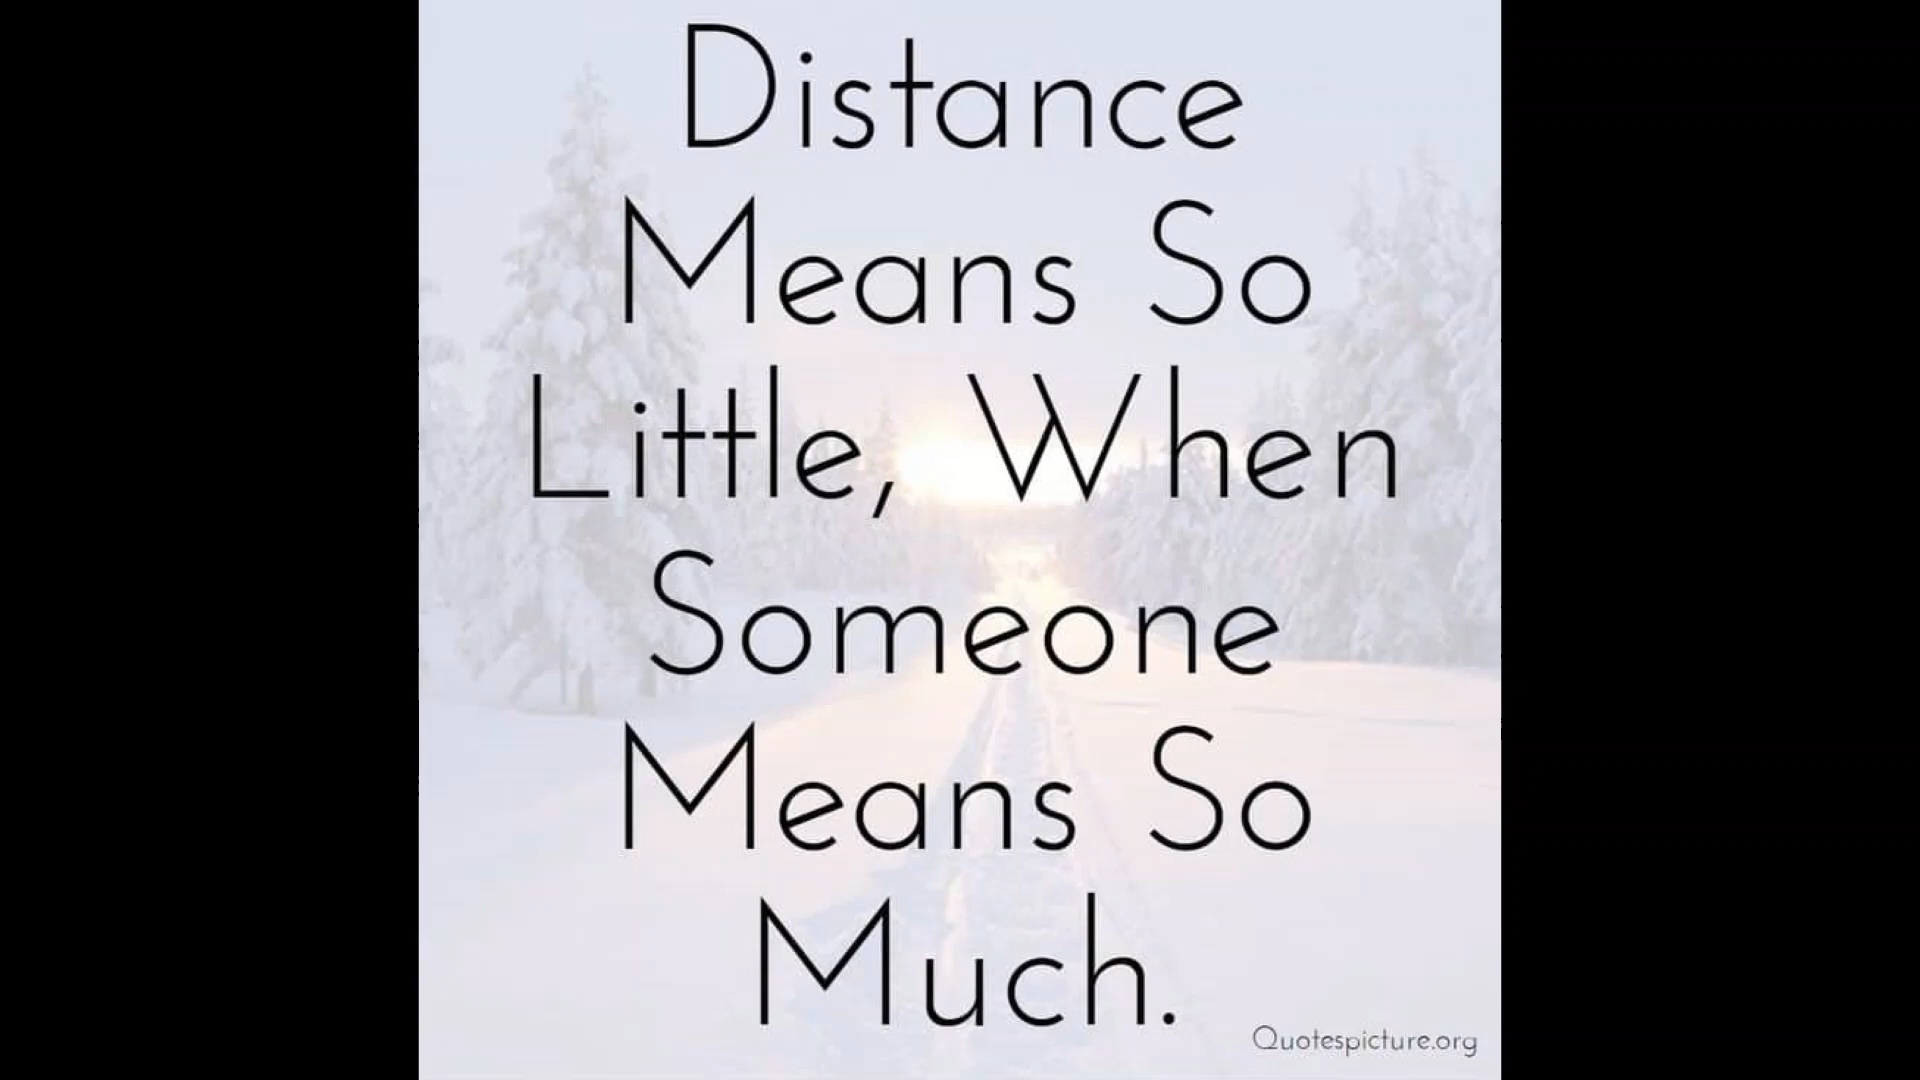 Distance
Means So
Little, When
Someone
Means So
Much.
Quotespicture.org